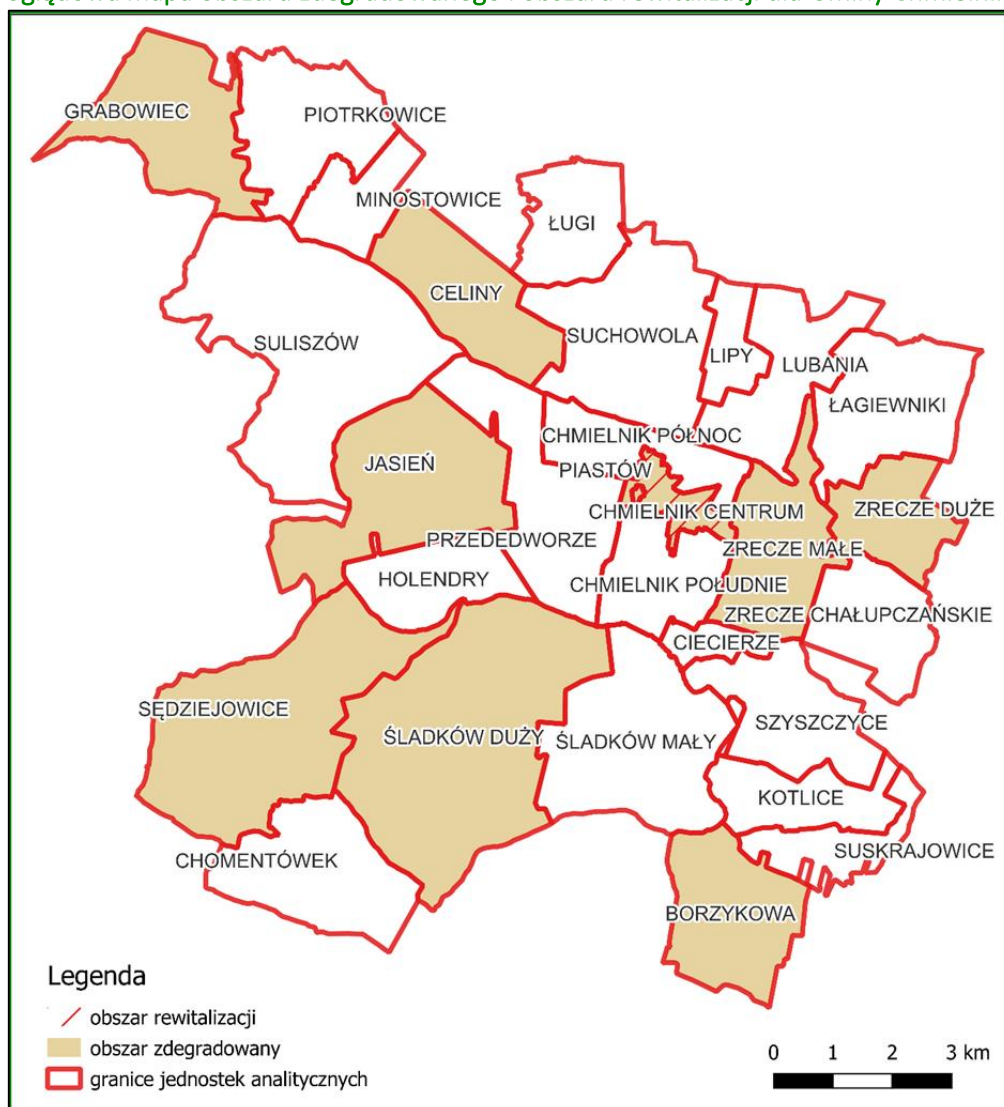 GRABOWIEC
PIOTRKOWICE
MINOSTOWICE
ŁUGI
CELINY
SULISZÓW
SUCHOWOLA
LIPY
LUBANIA
ŁAGIEWNIKI
CHMIELNIK PÓŁNOC
JASIEŃ
PIASTÓW
ZRECZE DUŻE
CHMIELNIK CENTRUM
PRZEDEDWORZE
ZRECZE MAŁE
HOLENDRY
CHMIELNIK POŁUDNIE
ZRECZE CHAŁUPCZAŃSKIE
CIECIERZE
SĘDZIEJOWICE
SZYSZCZYCE
ŚLADKÓW DUŻY
ŚLADKÓW MAŁY
KOTLICE
CHOMENTÓWEK
SUSKRAJOWICE
BORZYKOWA
Legenda
obszar rewitalizacji
obszar zdegradowany
granice jednostek analitycznych
0 1 2 3 km